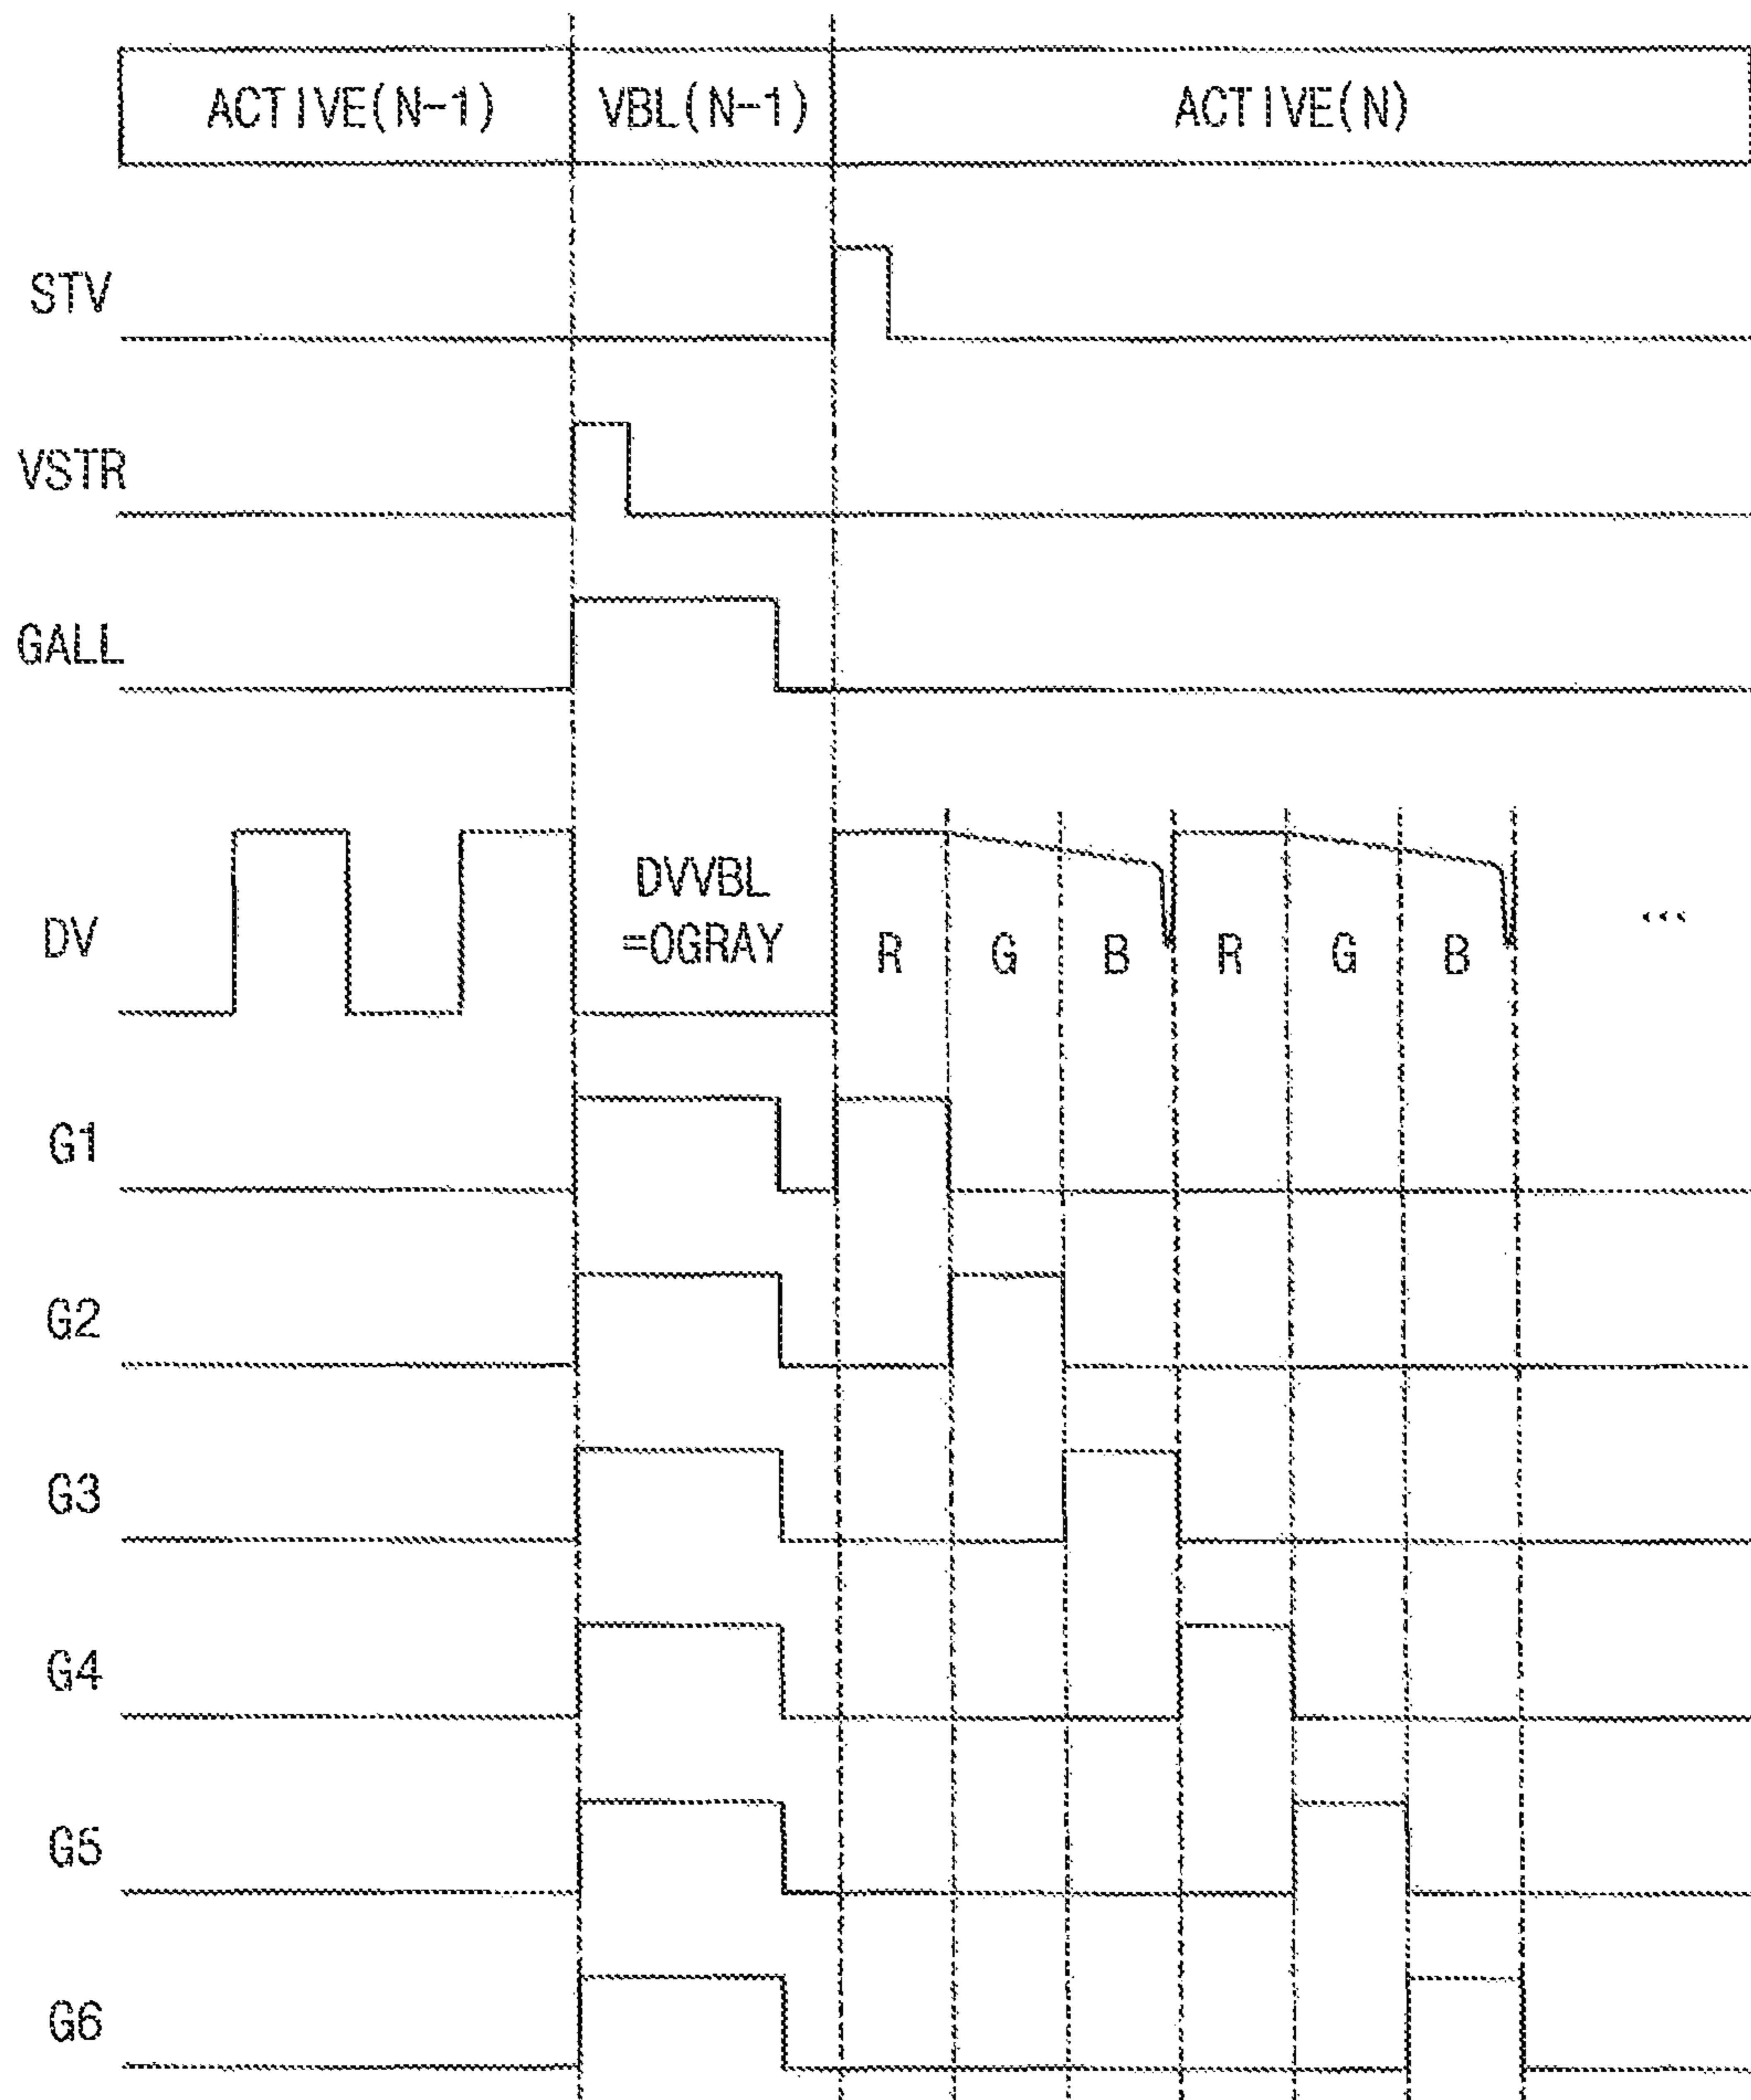 ACTIVE(N-1) VBL(N-1) ACTIVE(N)
STV
VSTR
GALL
DVVBL
=0GRAY
DV R G B R G B ...
G1
G2
G3
G4
G5
G6